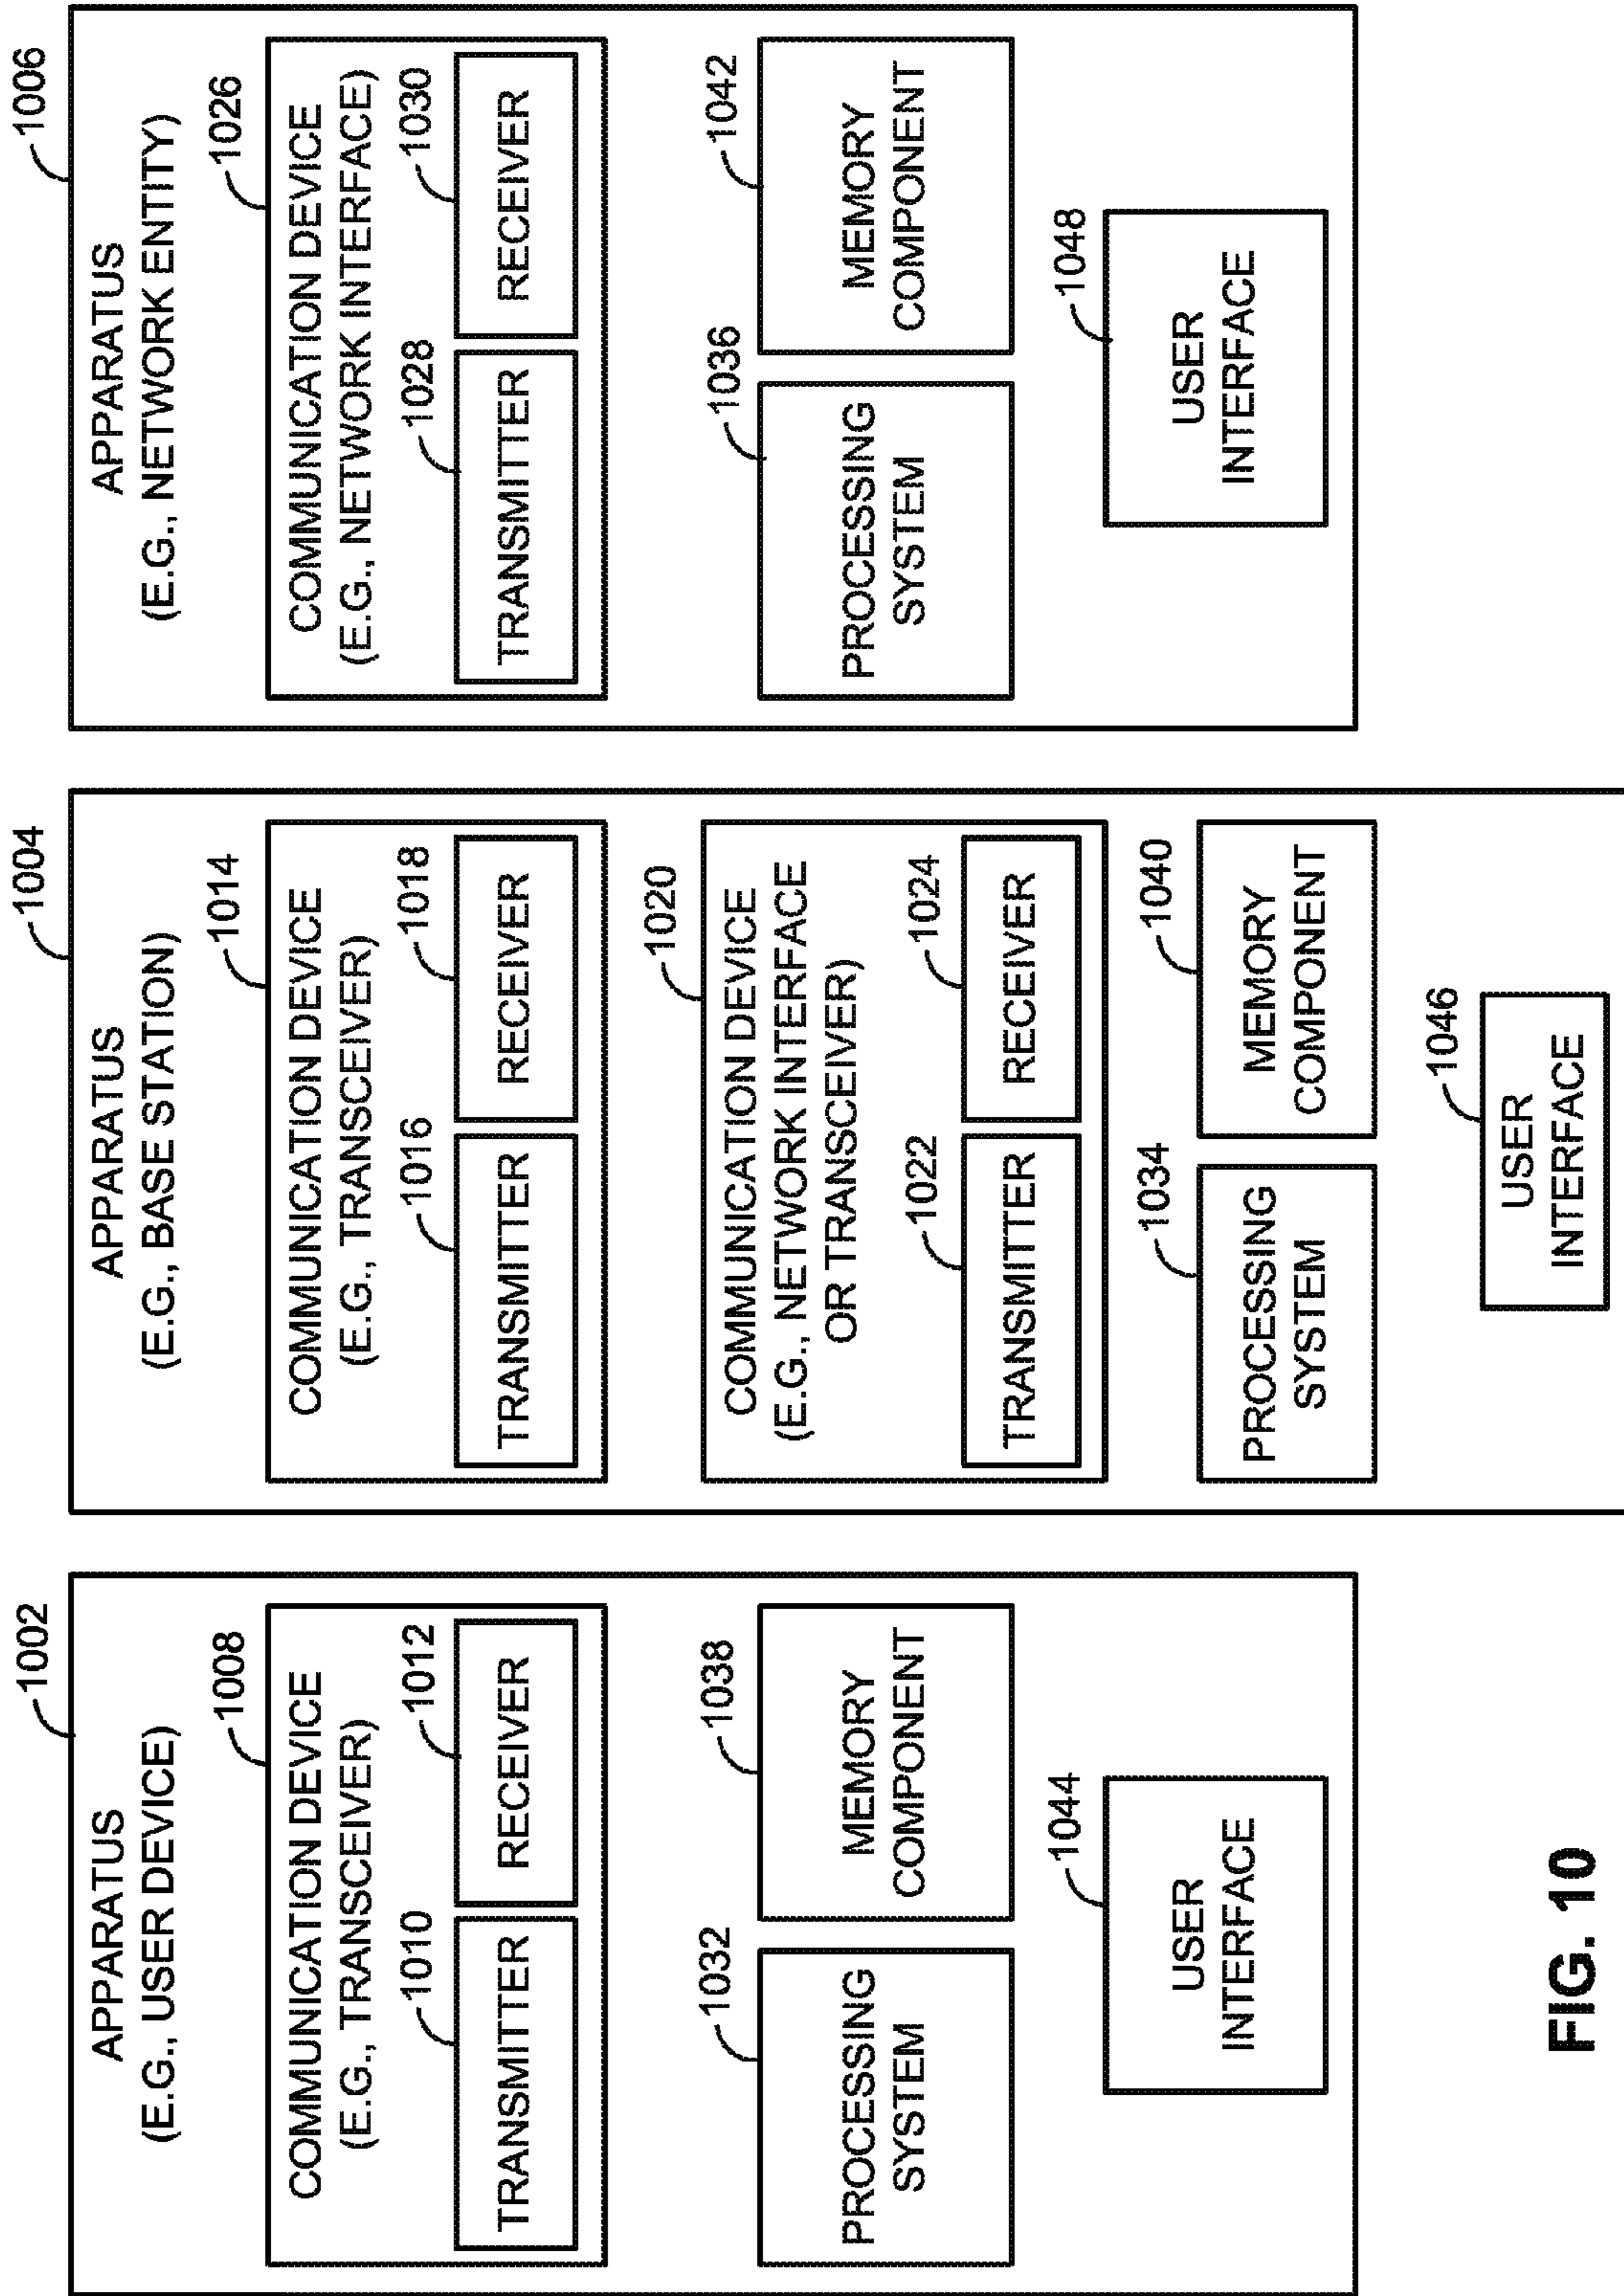 1002
APPARATUS
(E.G., USER DEVICE)
1008
COMMUNICATION DEVICE
(E.G., TRANSCEIVER)
1010
1012
TRANSMITTER
RECEIVER
1032
1038
PROCESSING
SYSTEM
MEMORY
COMPONENT
1044
USER
INTERFACE
1004
APPARATUS
(E.G., BASE STATION)
1014
COMMUNICATION DEVICE
(E.G., TRANSCEIVER)
1016
1018
TRANSMITTER
RECEIVER
1020
COMMUNICATION DEVICE
(E.G., NETWORK INTERFACE
OR TRANSCEIVER)
1022
1024
TRANSMITTER
RECEIVER
1034
1040
PROCESSING
SYSTEM
MEMORY
COMPONENT
1046
USER
INTERFACE
1006
APPARATUS
(E.G., NETWORK ENTITY)
1026
COMMUNICATION DEVICE
(E.G., NETWORK INTERFACE)
1028
1030
TRANSMITTER
RECEIVER
1036
1042
PROCESSING
SYSTEM
MEMORY
COMPONENT
1048
USER
INTERFACE
FIG. 10